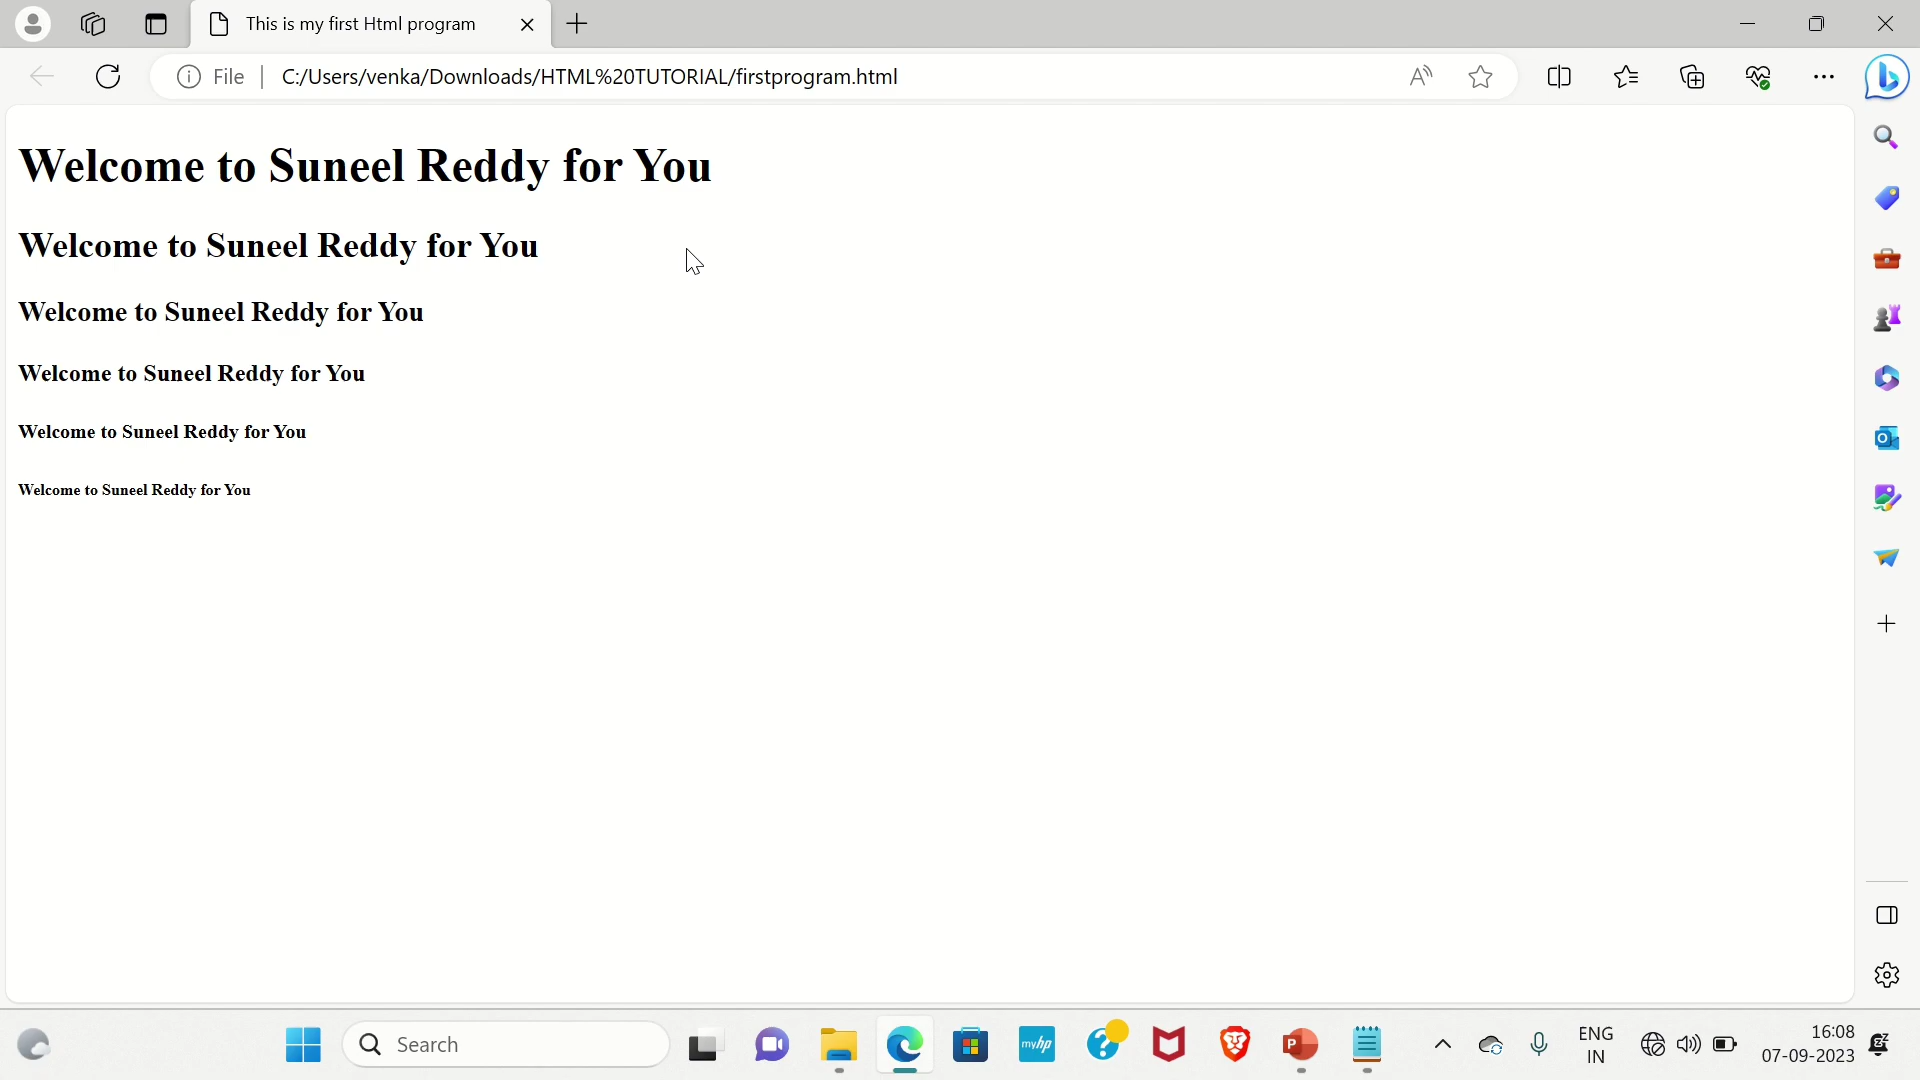 This is my first Html program
File
C:/Users/venka/Downloads/HTML%20TUTORIAL/firstprogram.html
Welcome to Suneel Reddy for You
Welcome to Suneel Reddy for You
Welcome to Suneel Reddy for You
Welcome to Suneel Reddy for You
Welcome to Suneel Reddy for You
Welcome to Suneel Reddy for You
Search
myhp
ENG
IN
16:08
07-09-2023